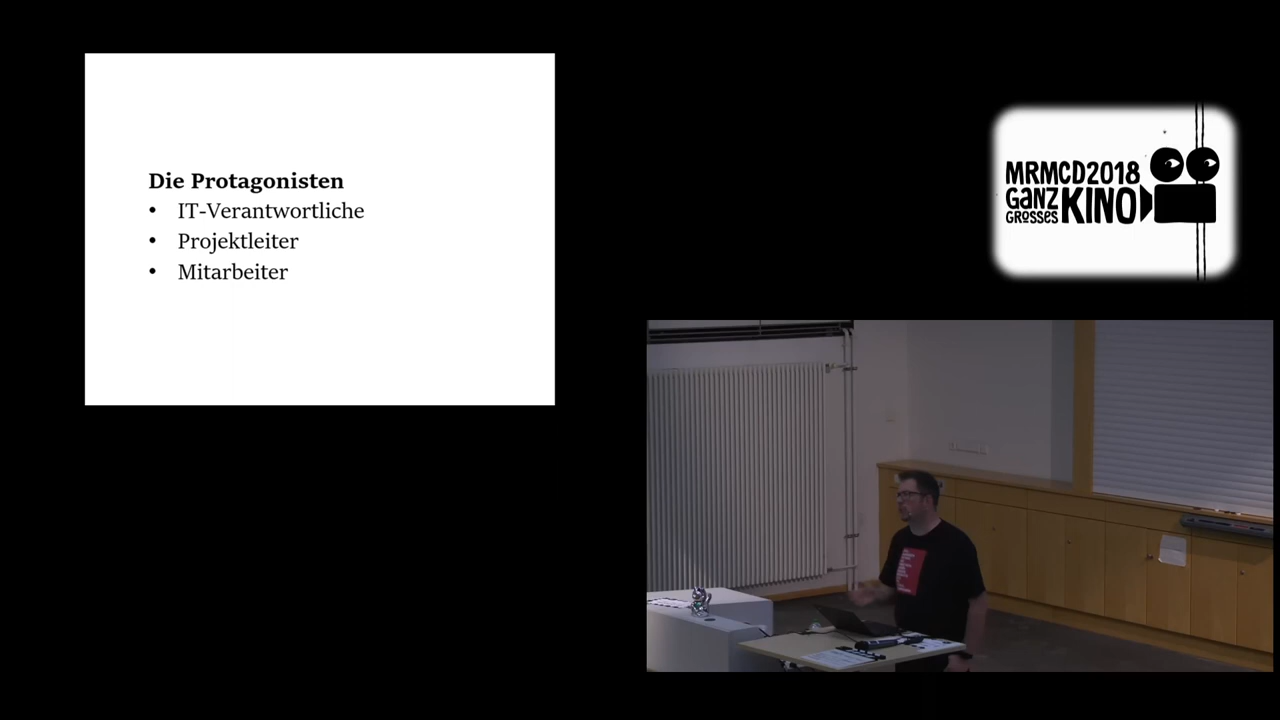 Die Protagonisten
• IT-Verantwortliche
• Projektleiter
• Mitarbeiter
MRMCD2018
GANZ
GROSSES
KINO